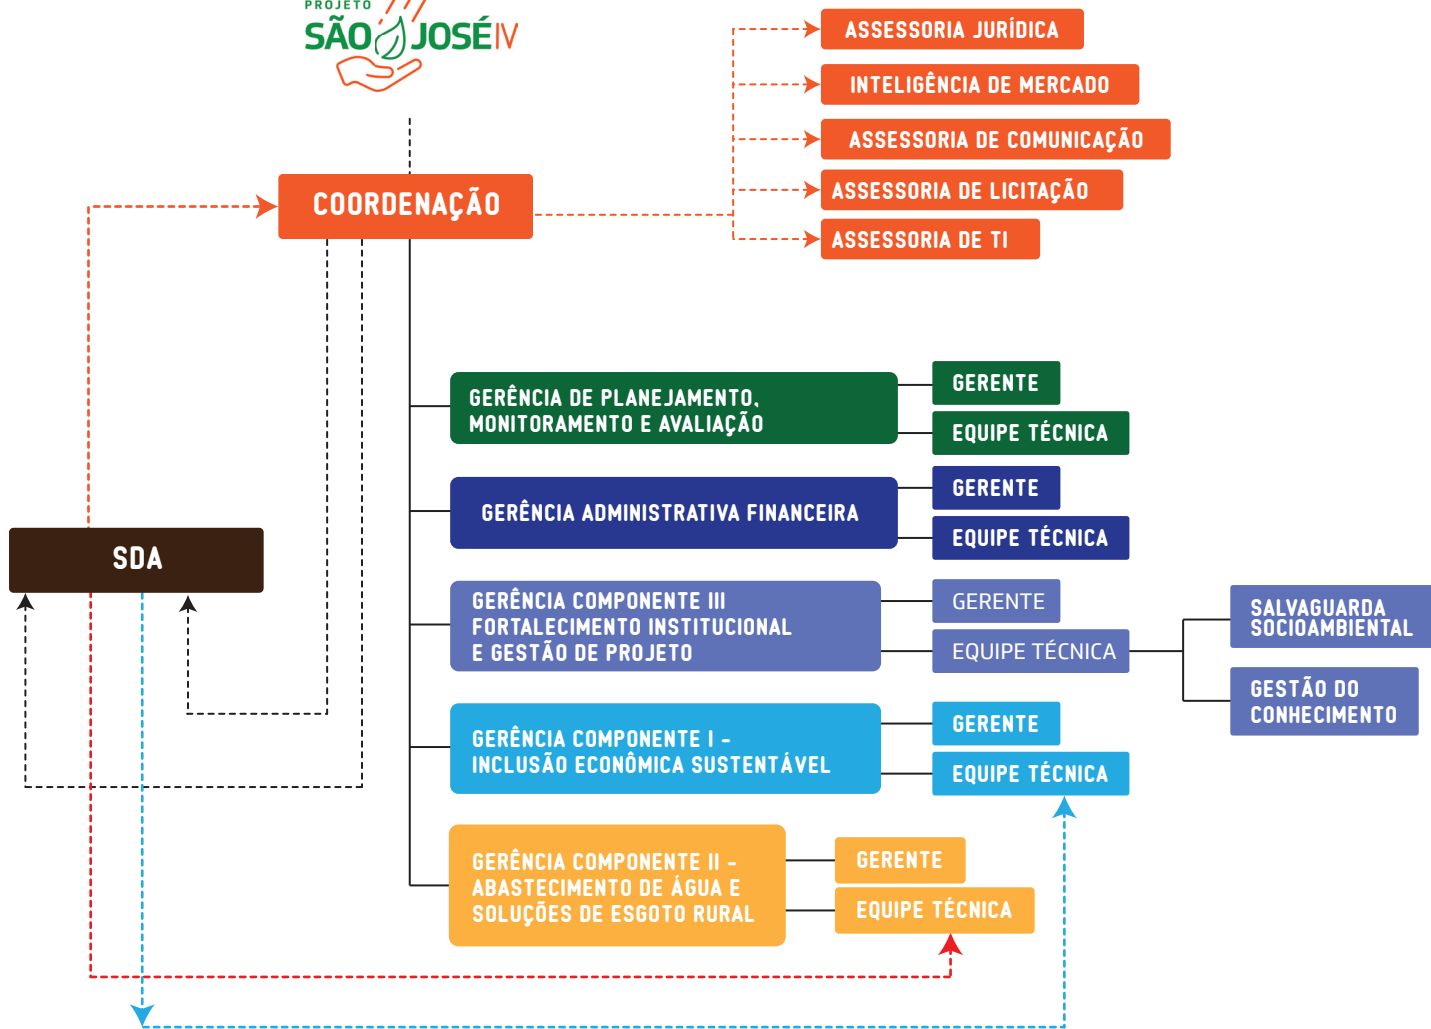 PROJETO
SÃO JOSÉ IV
ASSESSORIA JURÍDICA
INTELIGÊNCIA DE MERCADO
ASSESSORIA DE COMUNICAÇÃO
ASSESSORIA DE LICITAÇÃO
ASSESSORIA DE TI
COORDENAÇÃO
GERÊNCIA DE PLANEJAMENTO,
MONITORAMENTO E AVALIAÇÃO
GERENTE
EQUIPE TÉCNICA
GERÊNCIA ADMINISTRATIVA FINANCEIRA
GERENTE
EQUIPE TÉCNICA
SDA
GERÊNCIA COMPONENTE III
FORTALECIMENTO INSTITUCIONAL
E GESTÃO DE PROJETO
GERENTE
EQUIPE TÉCNICA
SALVAGUARDA
SOCIOAMBIENTAL
GESTÃO DO
CONHECIMENTO
GERÊNCIA COMPONENTE I -
INCLUSÃO ECONÔMICA SUSTENTÁVEL
GERENTE
EQUIPE TÉCNICA
GERÊNCIA COMPONENTE II -
ABASTECIMENTO DE ÁGUA E
SOLUÇÕES DE ESGOTO RURAL
GERENTE
EQUIPE TÉCNICA